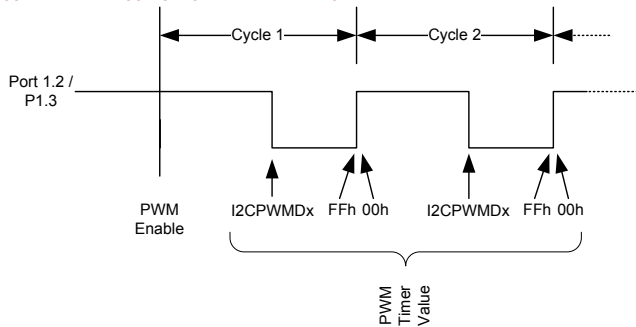 Cycle 1
Cycle 2
Port 1.2 /
P1.3
PWM
Enable
I2CPWMDx
FFh 00h
I2CPWMDx
FFh 00h
PWM
Timer
Value